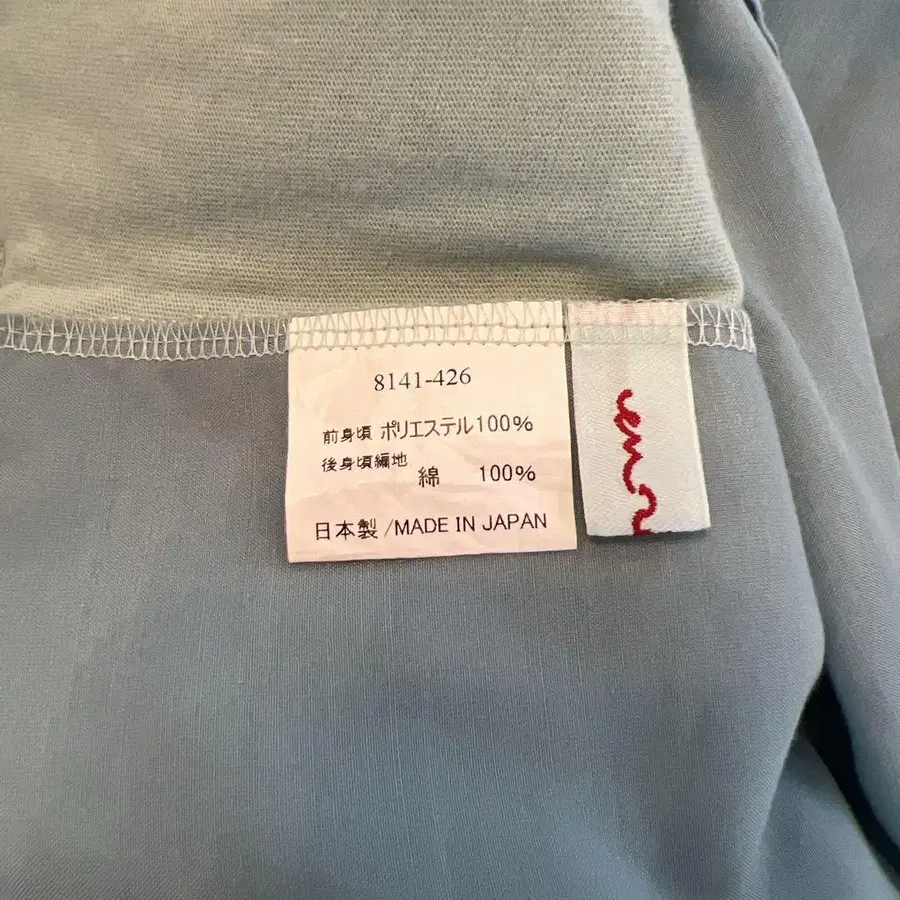 8141-426
前身頃 ポリエステル100%
後身頃編地 綿 100%
日本製/MADE IN JAPAN